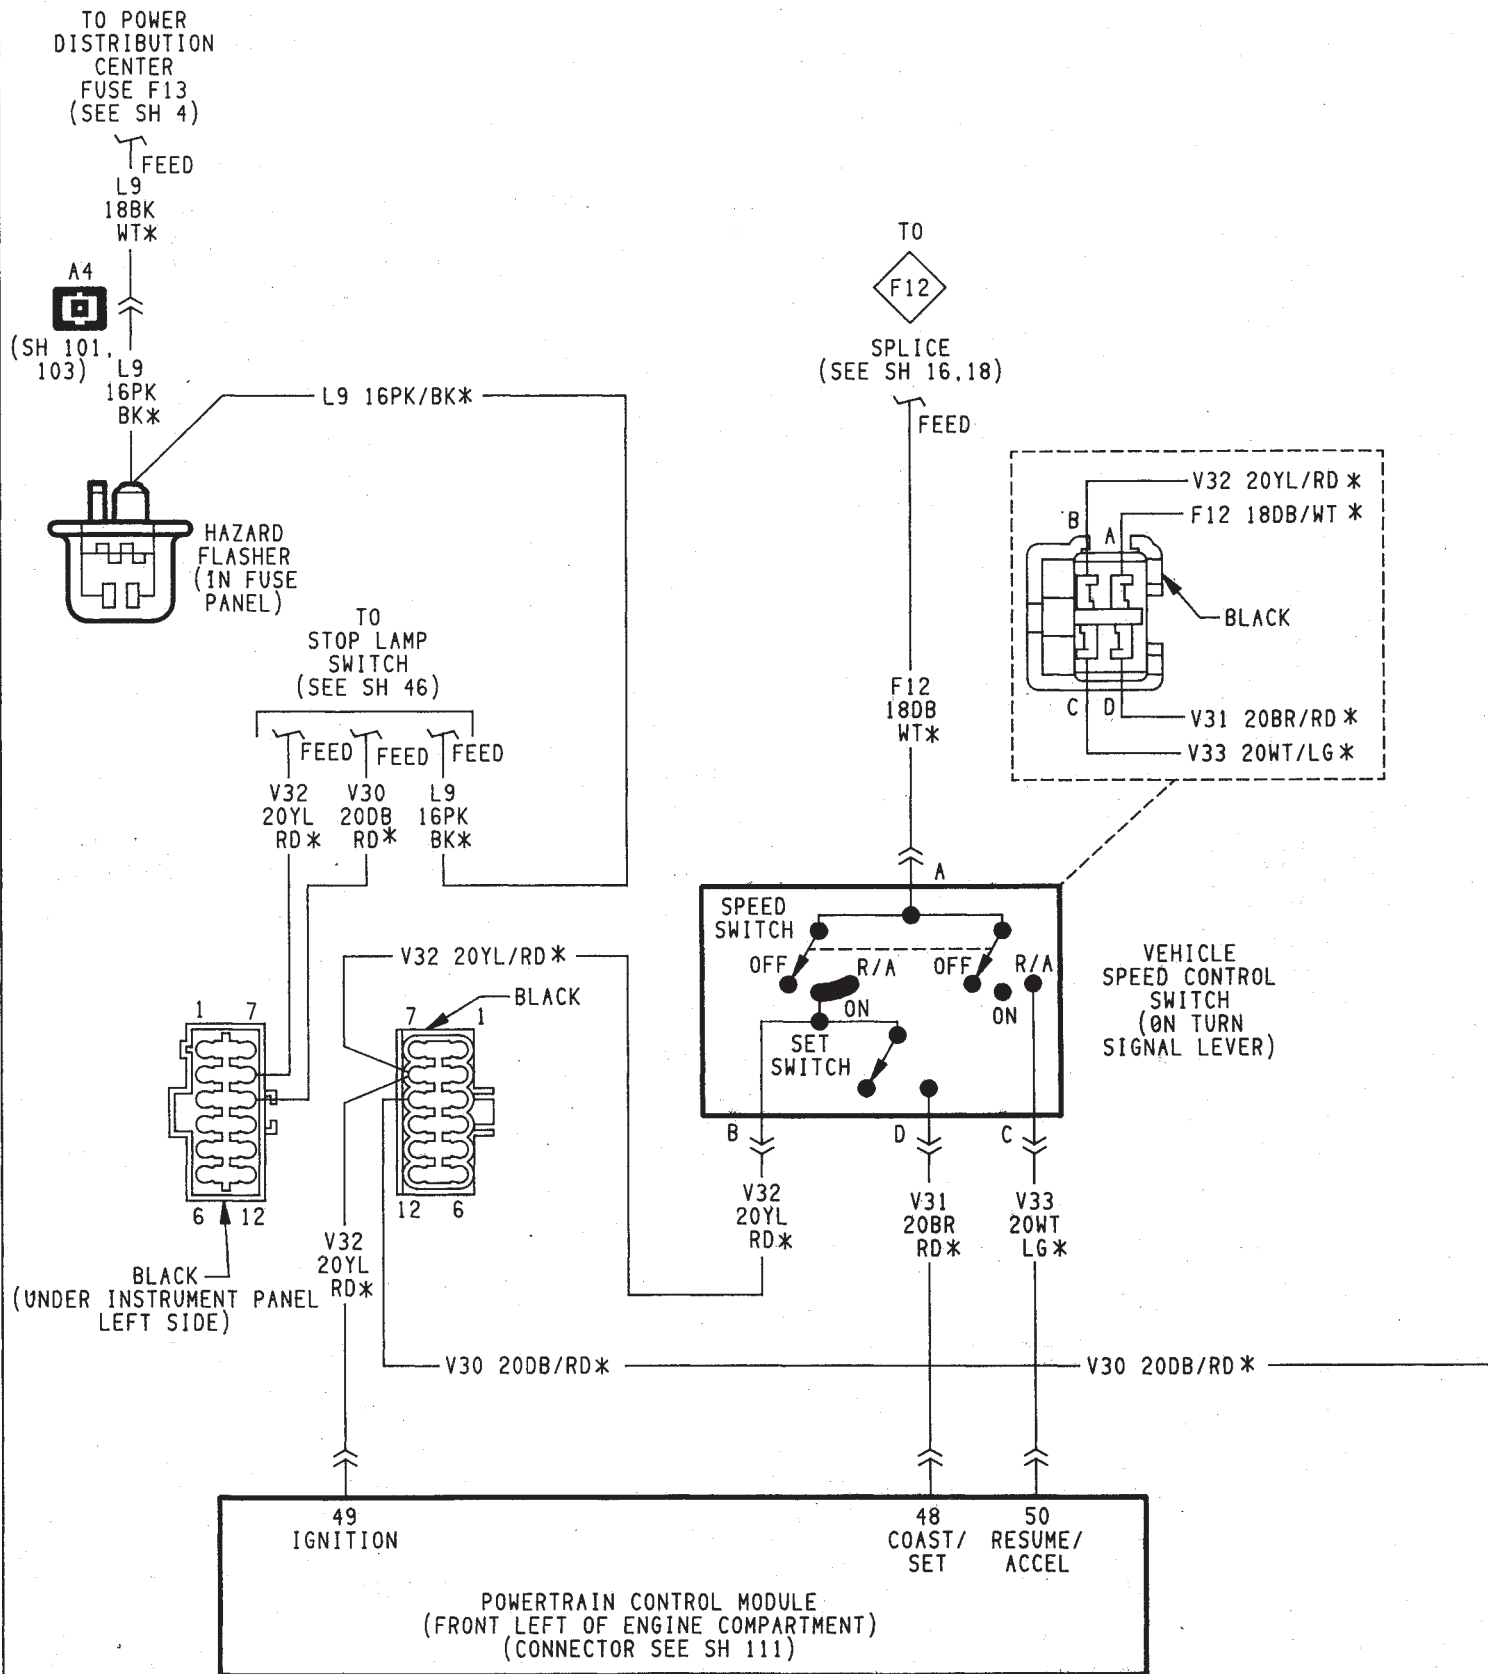 TO POWER
DISTRIBUTION
CENTER
FUSE F13
(SEE SH 4)
FEED
L9
18BK
WT*
A4
(SH 101,
103)
L9
16PK
BK*
L9 16PK/BK*
HAZARD
FLASHER
(IN FUSE
PANEL)
TO
STOP LAMP
SWITCH
(SEE SH 46)
FEED
FEED
FEED
V32
20YL
RD*
V30
20DB
RD*
L9
16PK
BK*
TO
F12
SPLICE
(SEE SH 16,18)
FEED
F12
18DB
WT*
V32 20YL/RD *
F12 18DB/WT *
B
A
BLACK
C
D
V31 20BR/RD *
V33 20WT/LG *
A
SPEED
SWITCH
OFF
R/A
ON
OFF
R/A
ON
SET
SWITCH
B
D
C
VEHICLE
SPEED CONTROL
SWITCH
(ON TURN
SIGNAL LEVER)
V32 20YL/RD *
BLACK
1
7
7
1
6
12
12
6
BLACK
(UNDER INSTRUMENT PANEL
LEFT SIDE)
V32
20YL
RD*
V32
20YL
RD*
V31
20BR
RD*
V33
20WT
LG*
V30 20DB/RD*
V30 20DB/RD *
49
IGNITION
48
COAST/
SET
50
RESUME/
ACCEL
POWERTRAIN CONTROL MODULE
(FRONT LEFT OF ENGINE COMPARTMENT)
(CONNECTOR SEE SH 111)